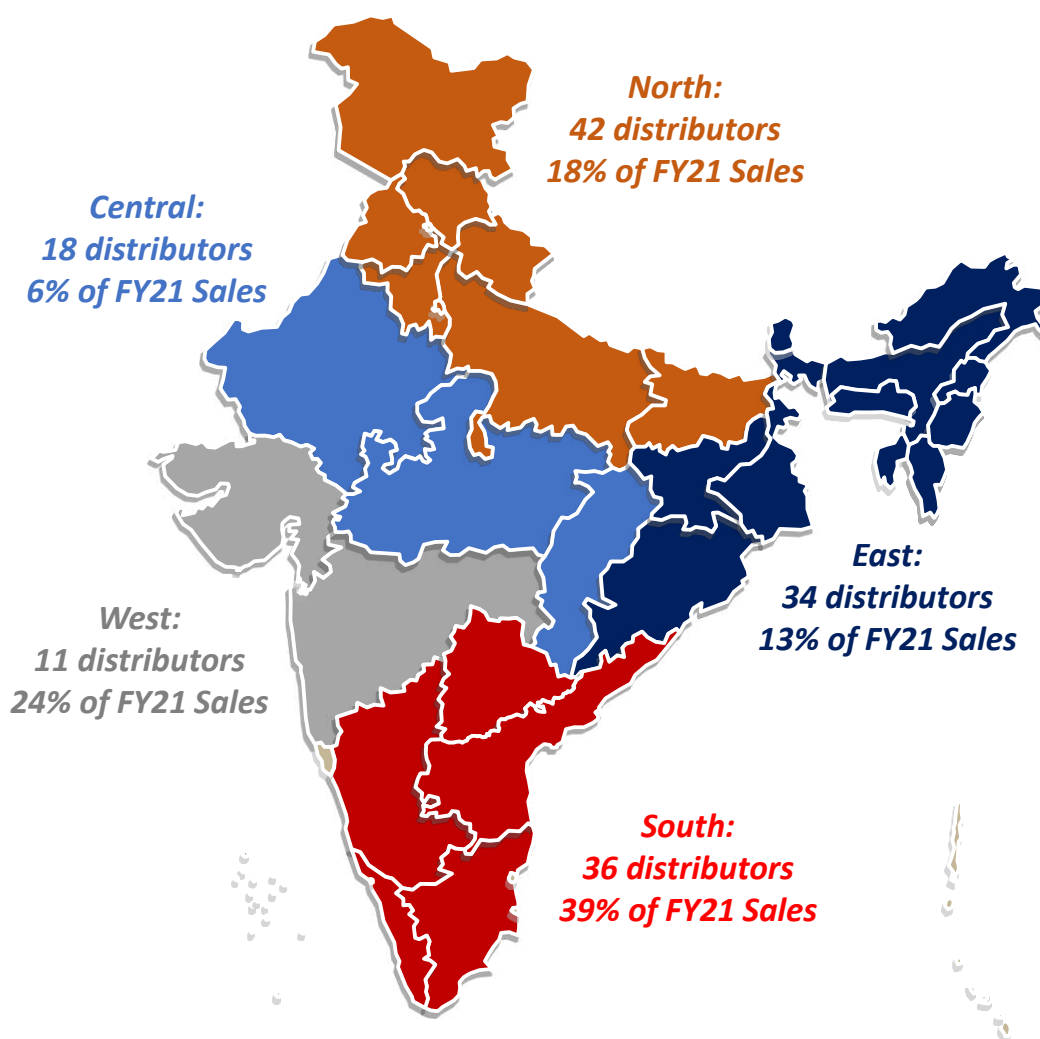 North:
42 distributors
18% of FY21 Sales
Central:
18 distributors
6% of FY21 Sales
East:
34 distributors
13% of FY21 Sales
West:
11 distributors
24% of FY21 Sales
South:
36 distributors
39% of FY21 Sales